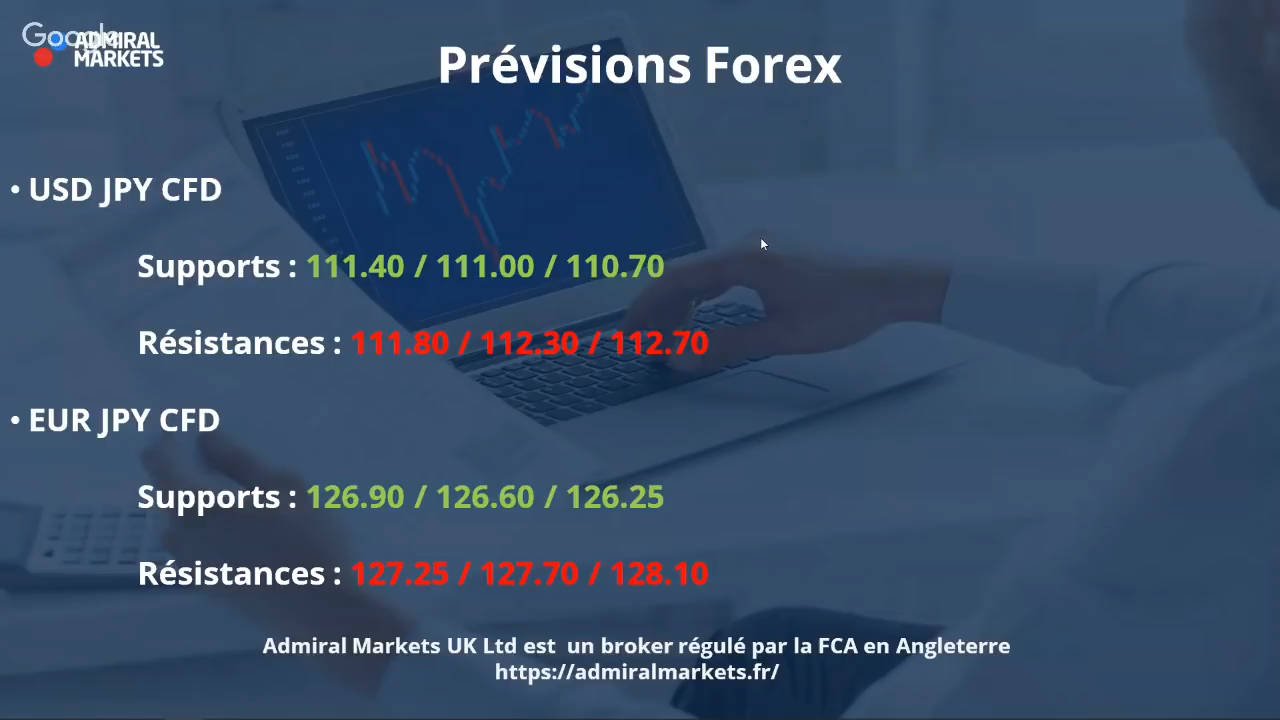 Google
ADMIRAL
MARKETS
Prévisions Forex
• USD JPY CFD
Supports : 111.40 / 111.00 / 110.70
Résistances : 111.80 / 112.30 / 112.70
• EUR JPY CFD
Supports : 126.90 / 126.60 / 126.25
Résistances : 127.25 / 127.70 / 128.10
Admiral Markets UK Ltd est un broker régulé par la FCA en Angleterre
https://admiralmarkets.fr/